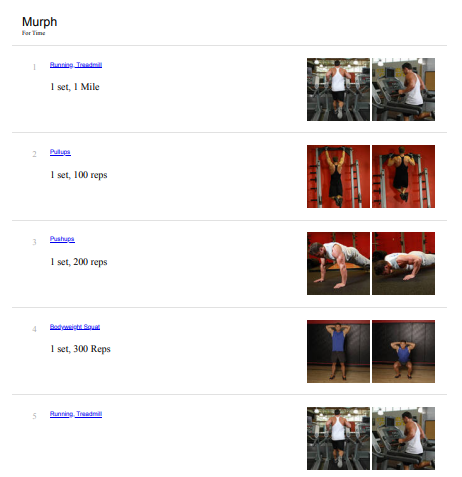 Murph
For Time
1
Running, Treadmill
1 set, 1 Mile
2
Pullups
1 set, 100 reps
3
Pushups
1 set, 200 reps
4
Bodyweight Squat
1 set, 300 Reps
5
Running, Treadmill